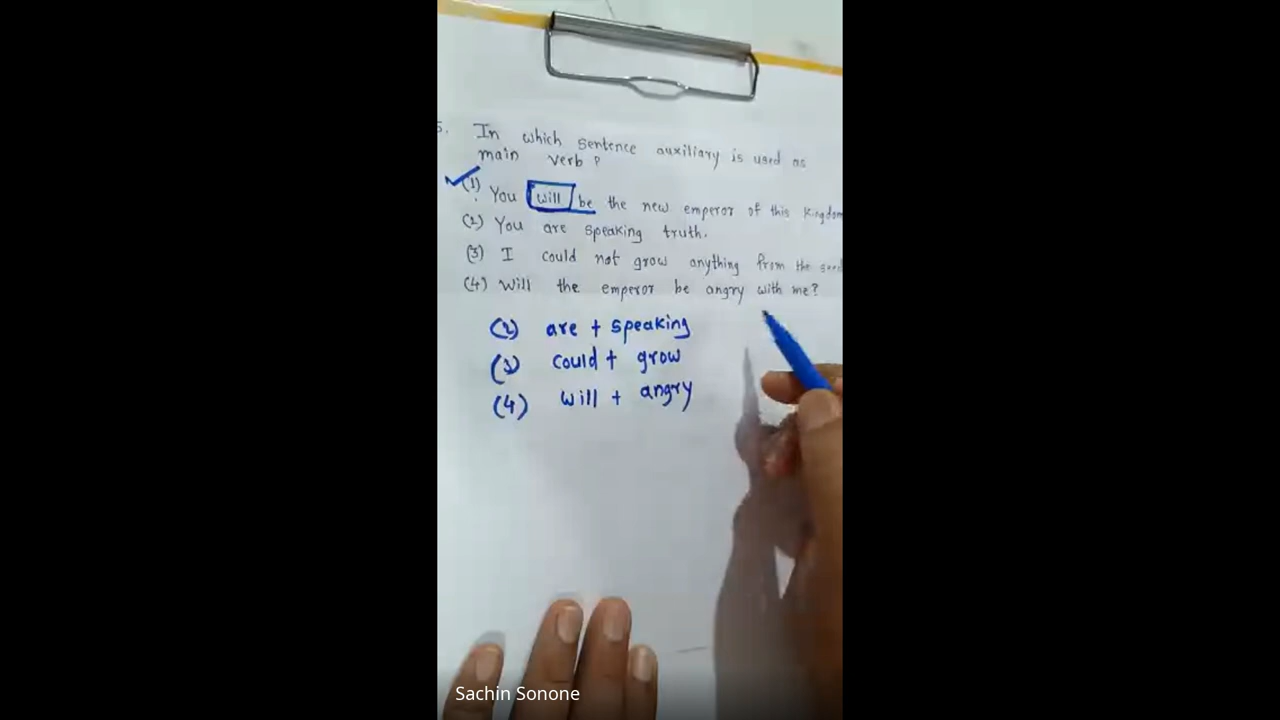 5. In which sentence auxiliary is used as
main verb ?
(1) You will be the new emperor of this kingdom
(2) You are speaking truth.
(3) I could not grow anything from the seed
(4) Will the emperor be angry with me?
(2) are + speaking
(3) could + grow
(4) will + angry
Sachin Sonone